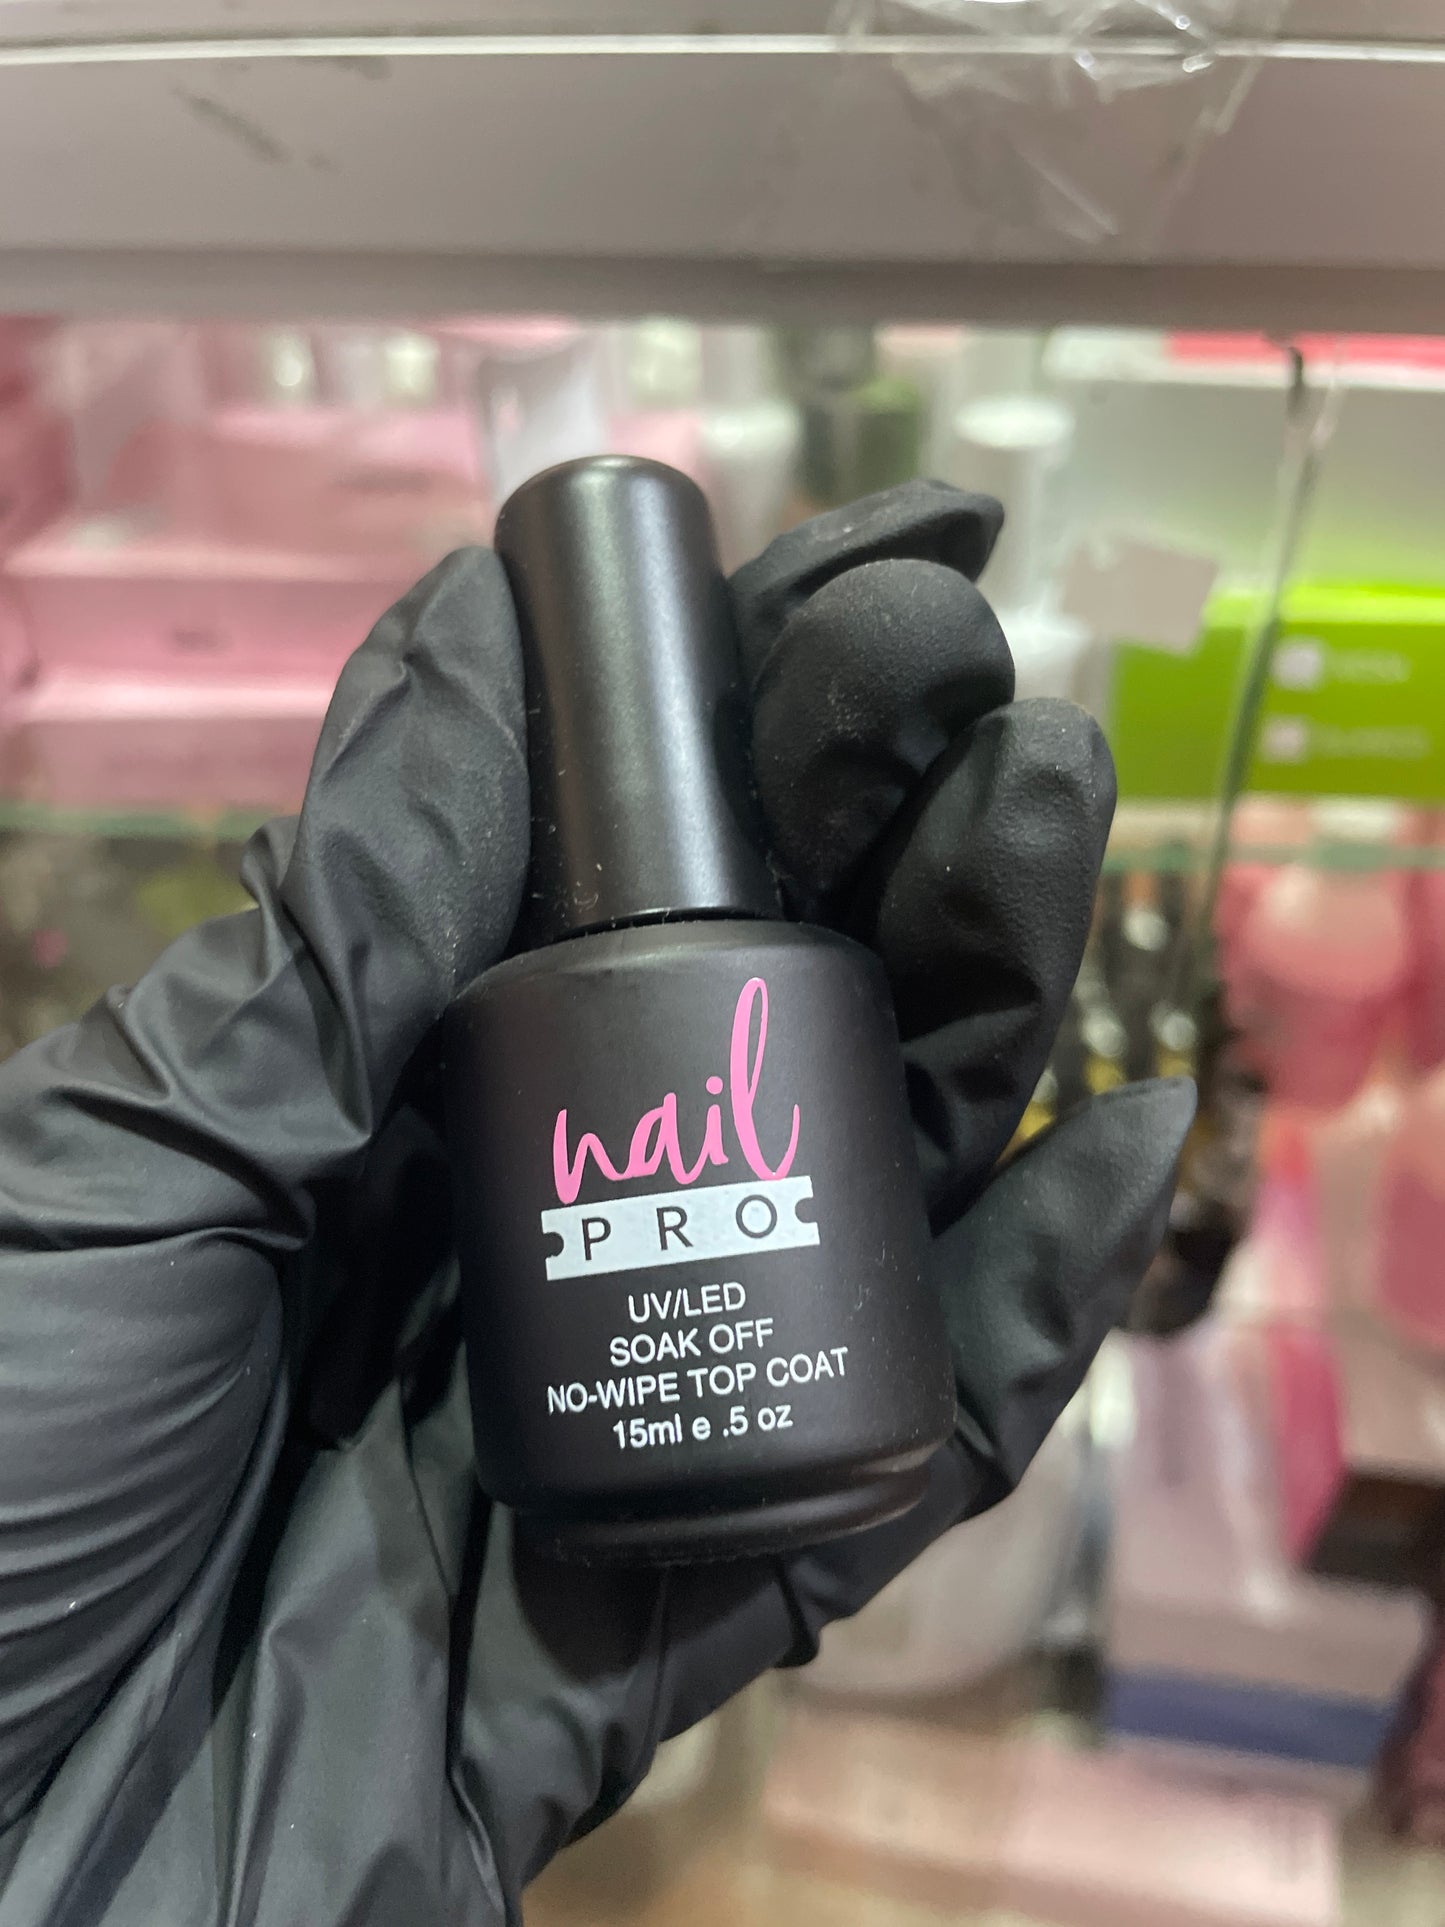 nail
PRO
UV/LED
SOAK OFF
NO-WIPE TOP COAT
15ml e .5 oz